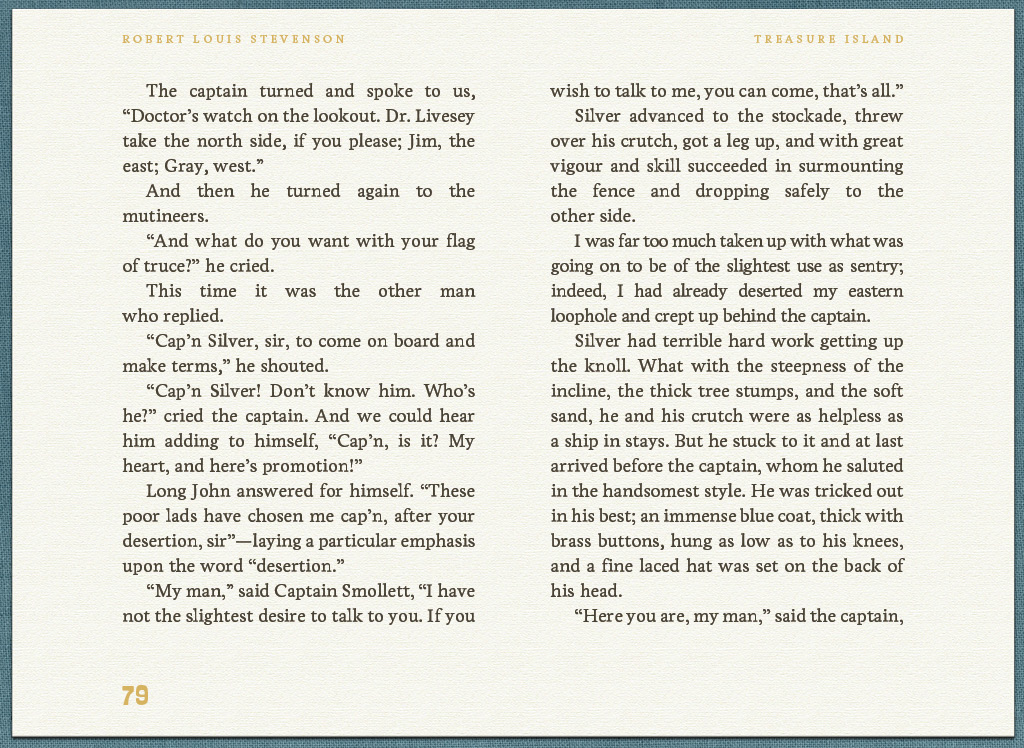 ROBERT LOUIS STEVENSON
TREASURE ISLAND
The captain turned and spoke to us,
“Doctor’s watch on the lookout. Dr. Livesey
take the north side, if you please; Jim, the
east; Gray, west.”
And then he turned again to the
mutineers.
“And what do you want with your flag
of truce?” he cried.
This time it was the other man
who replied.
“Cap’n Silver, sir, to come on board and
make terms,” he shouted.
“Cap’n Silver! Don’t know him. Who’s
he?” cried the captain. And we could hear
him adding to himself, “Cap’n, is it? My
heart, and here’s promotion!”
Long John answered for himself. “These
poor lads have chosen me cap’n, after your
desertion, sir”—laying a particular emphasis
upon the word “desertion.”
“My man,” said Captain Smollett, “I have
not the slightest desire to talk to you. If you
wish to talk to me, you can come, that’s all.”
Silver advanced to the stockade, threw
over his crutch, got a leg up, and with great
vigour and skill succeeded in surmounting
the fence and dropping safely to the
other side.
I was far too much taken up with what was
going on to be of the slightest use as sentry;
indeed, I had already deserted my eastern
loophole and crept up behind the captain.
Silver had terrible hard work getting up
the knoll. What with the steepness of the
incline, the thick tree stumps, and the soft
sand, he and his crutch were as helpless as
a ship in stays. But he stuck to it and at last
arrived before the captain, whom he saluted
in the handsomest style. He was tricked out
in his best; an immense blue coat, thick with
brass buttons, hung as low as to his knees,
and a fine laced hat was set on the back of
his head.
“Here you are, my man,” said the captain,
79